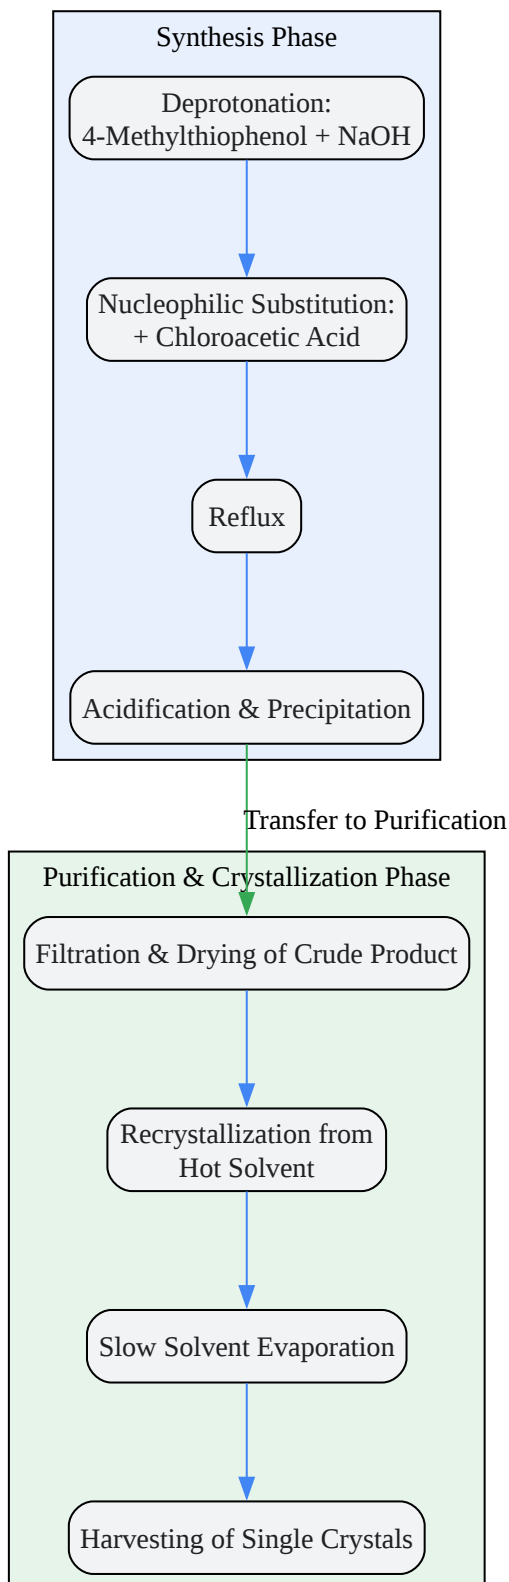 Synthesis Phase
Deprotonation:
4-Methylthiophenol + NaOH
Nucleophilic Substitution:
+ Chloroacetic Acid
Reflux
Acidification & Precipitation
Transfer to Purification
Purification & Crystallization Phase
Filtration & Drying of Crude Product
Recrystallization from
Hot Solvent
Slow Solvent Evaporation
Harvesting of Single Crystals